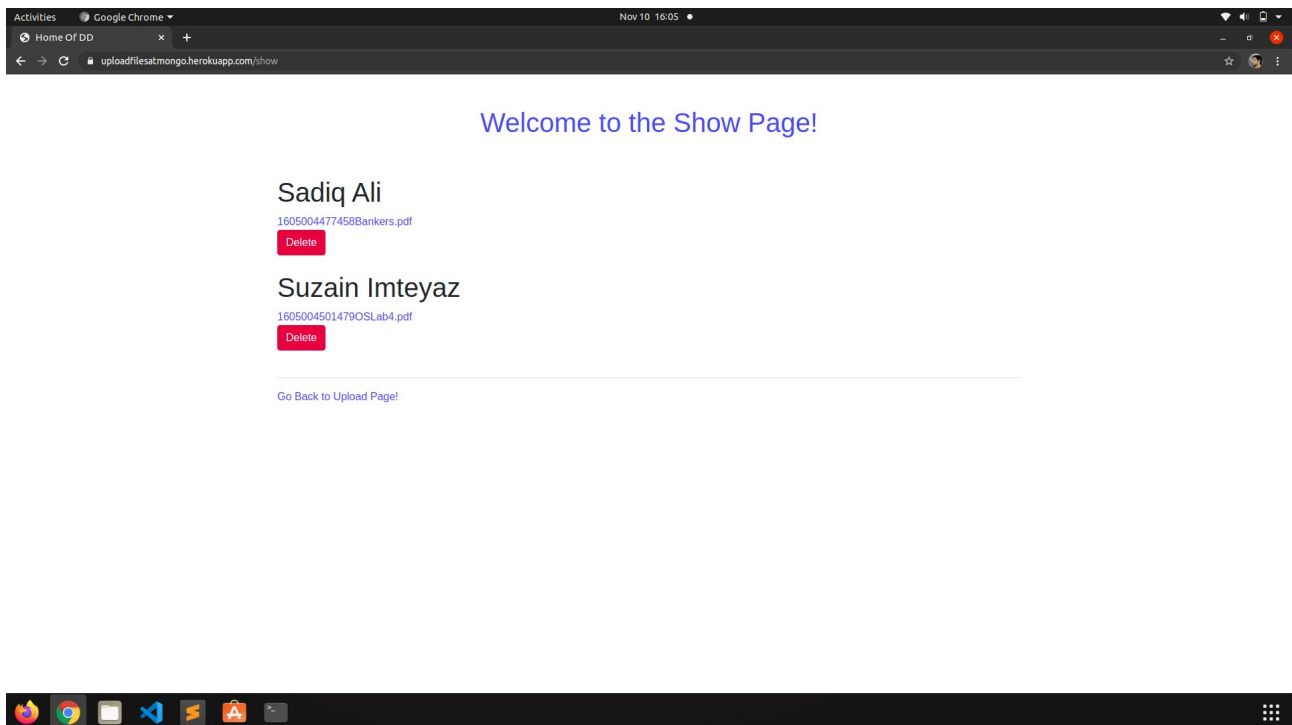 Activities Google Chrome Nov 10 16:05
Home Of DD
uploadfilesatmongo.herokuapp.com/show
Welcome to the Show Page!
Sadiq Ali
1605004477458Bankers.pdf
Delete
Suzain Imteyaz
1605004501479OSLab4.pdf
Delete
Go Back to Upload Page!